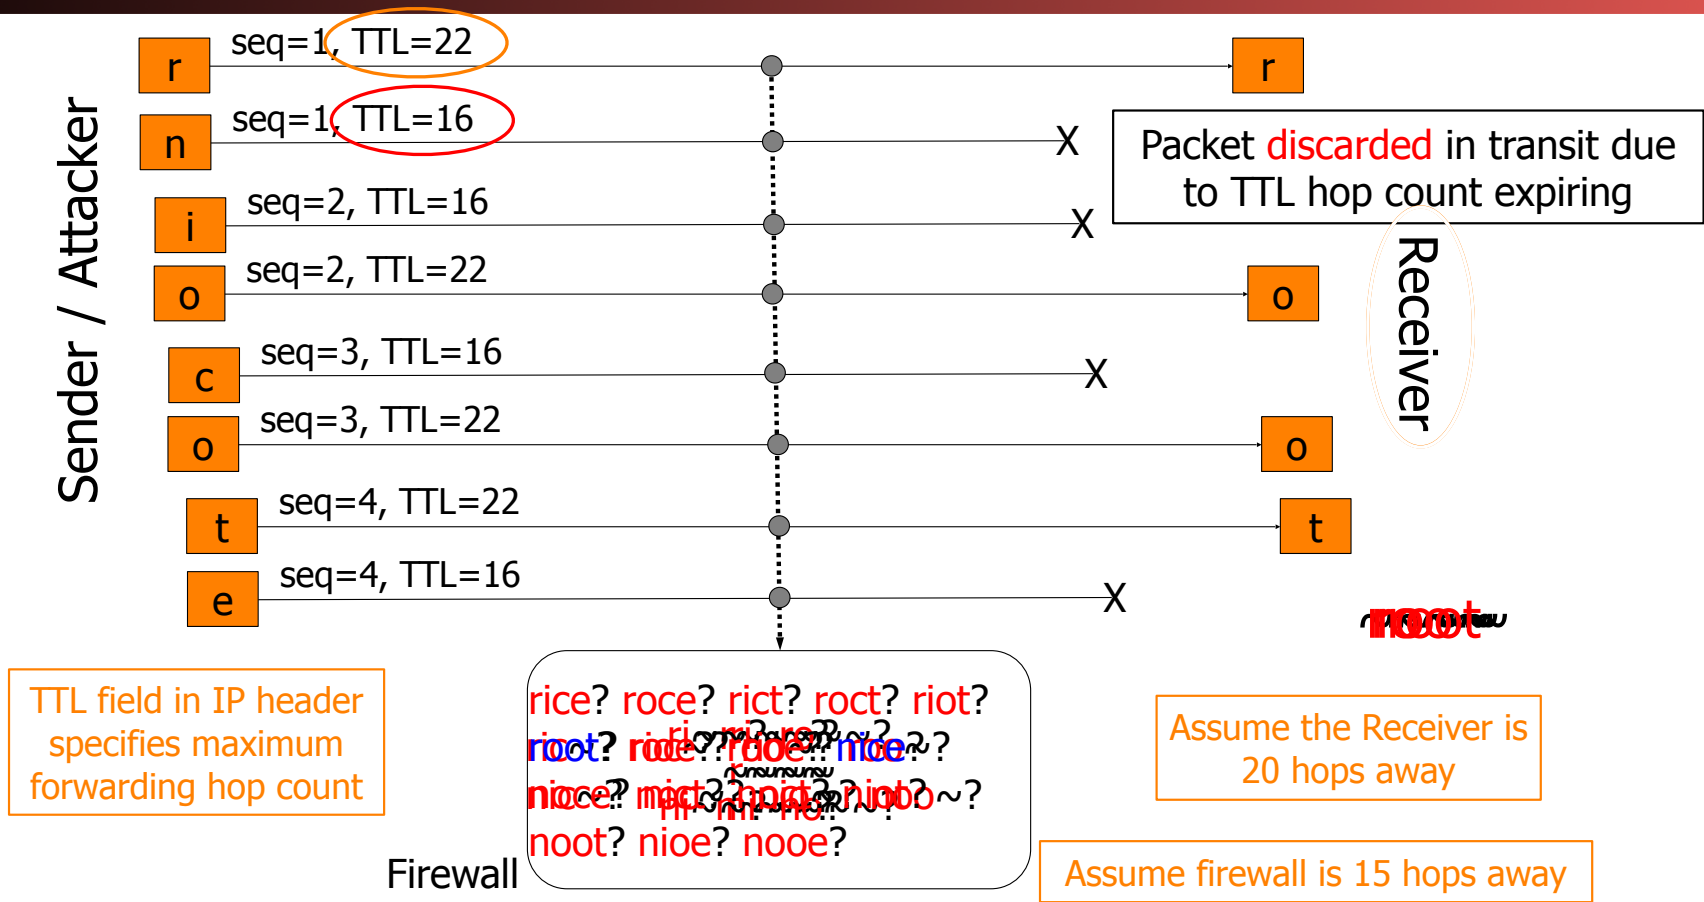 seq=1, TTL=22
r
r
seq=1, TTL=16
n
X
Packet discarded in transit due
to TTL hop count expiring
seq=2, TTL=16
i
X
Sender / Attacker
Receiver
seq=2, TTL=22
o
o
seq=3, TTL=16
c
X
seq=3, TTL=22
o
o
seq=4, TTL=22
t
t
seq=4, TTL=16
e
X
TTL field in IP header
specifies maximum
forwarding hop count
rice? roce? rict? roct? riot?
root? nice?
noot? nioe? nooe?
Firewall
root
Assume the Receiver is
20 hops away
Assume firewall is 15 hops away